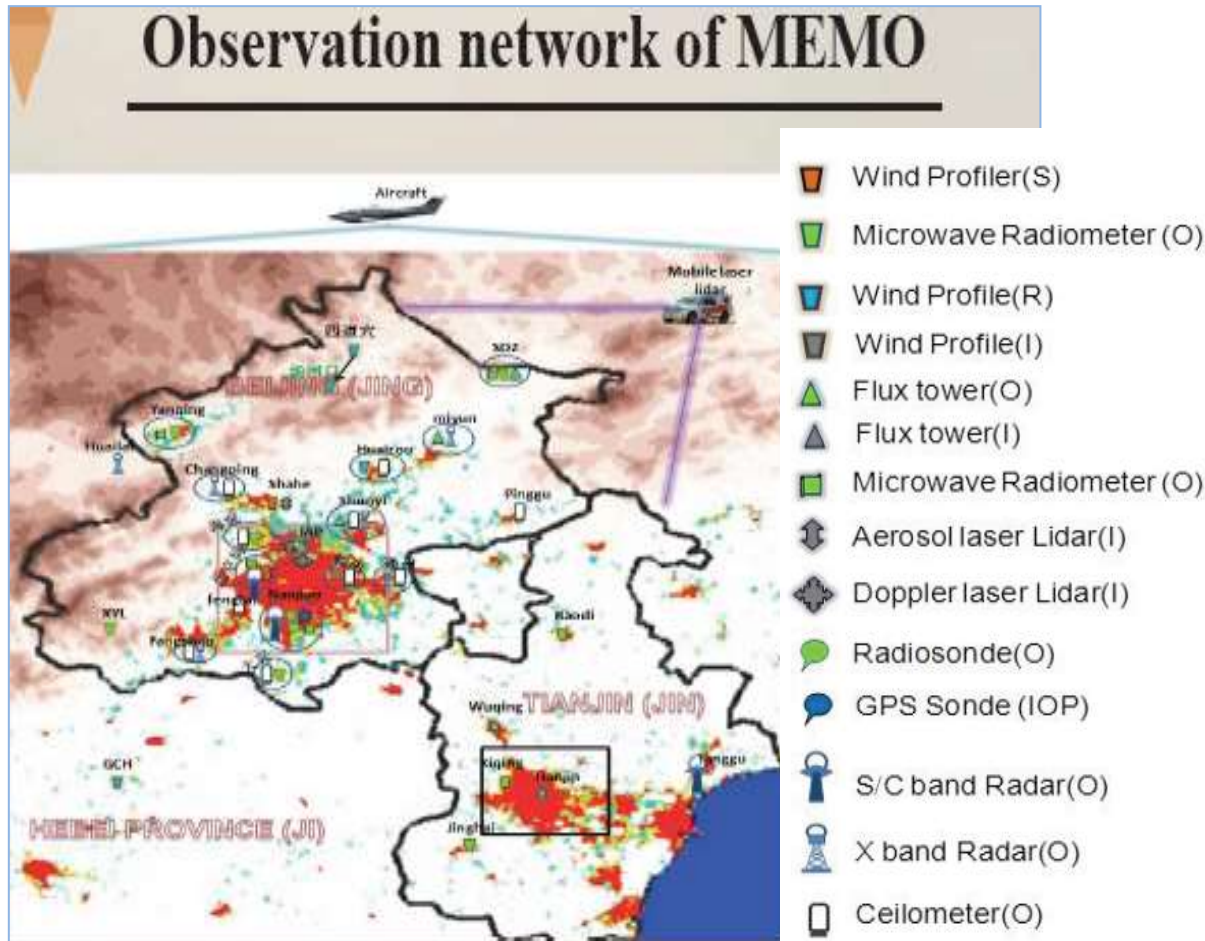 Observation network of MEMO
Aircraft
Mobile laser
lidar
四道穴
SDZ
BEIJING (JING)
Yanqing
miyun
Huailai
Huairou
Changping
Shahe
Shunyi
Pinggu
IAP
Fengtai
Nanjiao
XYL
Fangshan
Baodi
Wuqing
TIANJIN (JIN)
GCH
Xiqing
Tianjin
Tanggu
HEBEI PROVINCE (JI)
Jinghai
Wind Profiler(S)
Microwave Radiometer (O)
Wind Profile(R)
Wind Profile(I)
Flux tower(O)
Flux tower(I)
Microwave Radiometer (O)
Aerosol laser Lidar(I)
Doppler laser Lidar(I)
Radiosonde(O)
GPS Sonde (IOP)
S/C band Radar(O)
X band Radar(O)
Ceilometer(O)